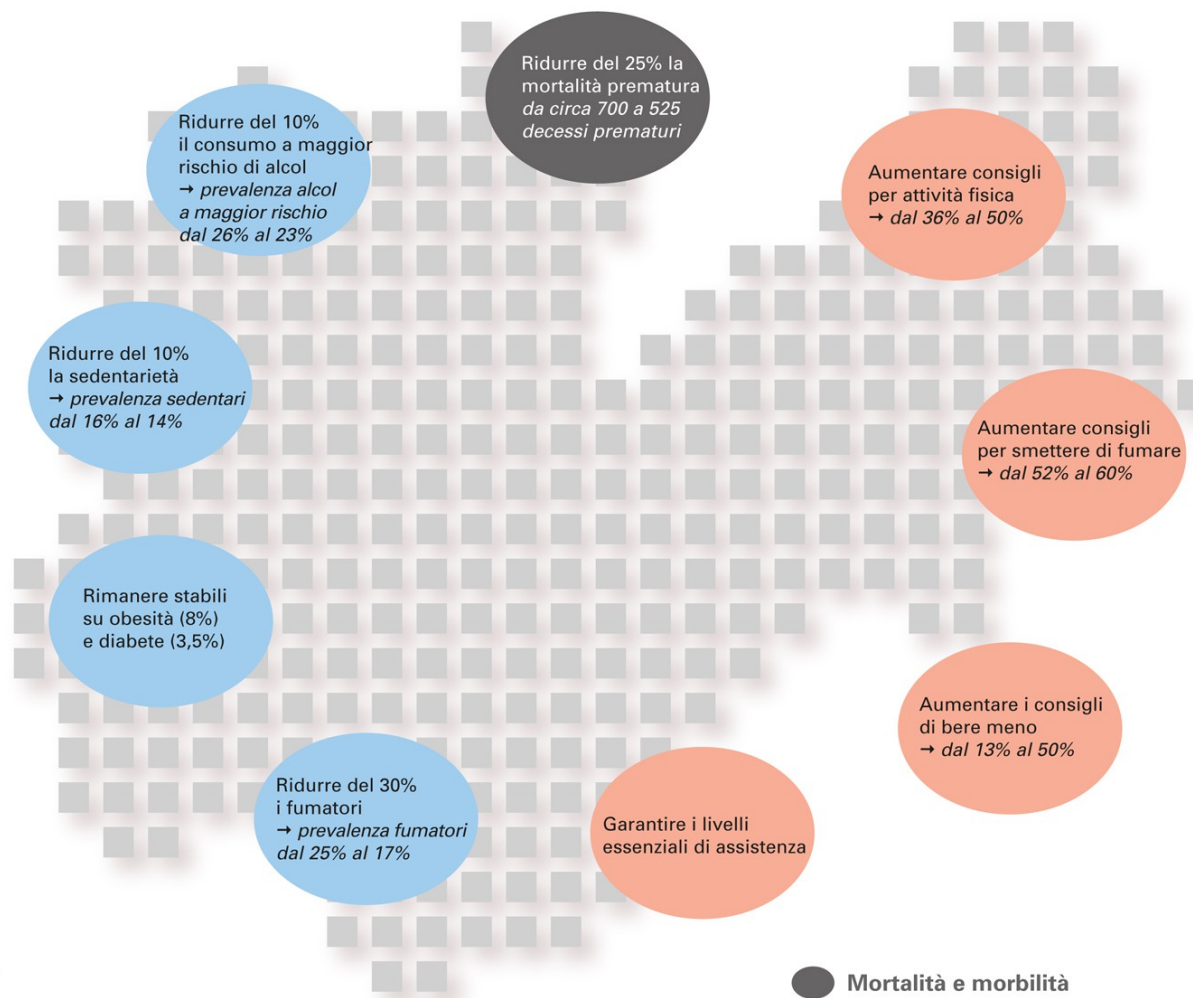 Ridurre del 25% la
mortalità prematura
da circa 700 a 525
decessi prematuri
Ridurre del 10%
il consumo a maggior
rischio di alcol
→ prevalenza alcol
a maggior rischio
dal 26% al 23%
Aumentare consigli
per attività fisica
→ dal 36% al 50%
Ridurre del 10%
la sedentarietà
→ prevalenza sedentari
dal 16% al 14%
Aumentare consigli
per smettere di fumare
→ dal 52% al 60%
Rimanere stabili
su obesità (8%)
e diabete (3,5%)
Aumentare i consigli
di bere meno
→ dal 13% al 50%
Ridurre del 30%
i fumatori
→ prevalenza fumatori
dal 25% al 17%
Garantire i livelli
essenziali di assistenza
Mortalità e morbilità